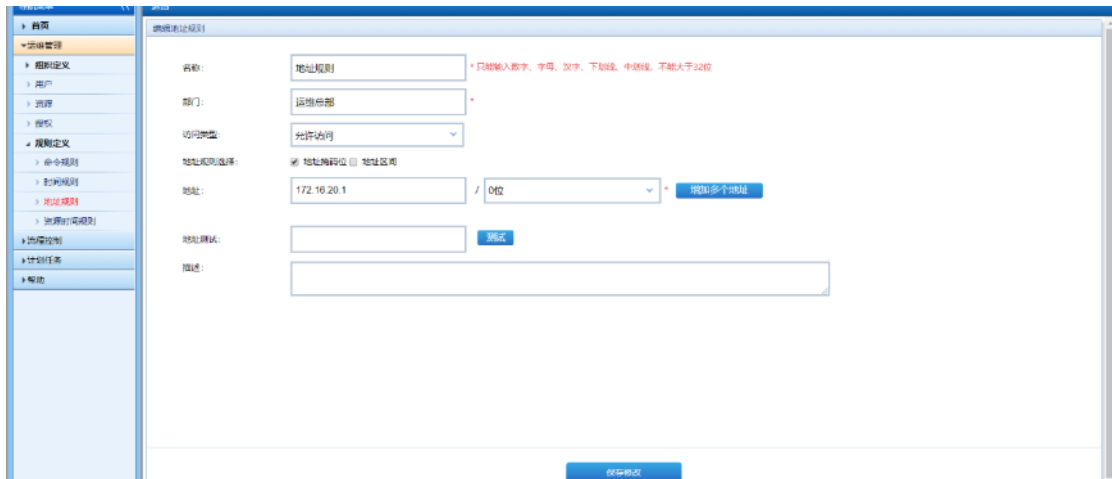 首页
编辑地址规则
运维管理
组织定义
名称:
地址规则
* 只能输入数字、字母、汉字、下划线、中划线、不能大于32位
用户
资源
部门:
运维总部
*
授权
规则定义
访问类型:
允许访问
命令规则
地址规则选择:
地址掩码位
地址区间
时间规则
地址:
172.16.20.1
/
0位
*
增加多个地址
地址规则
资源时间规则
流程控制
地址测试:
测试
计划任务
描述:
帮助
保存修改